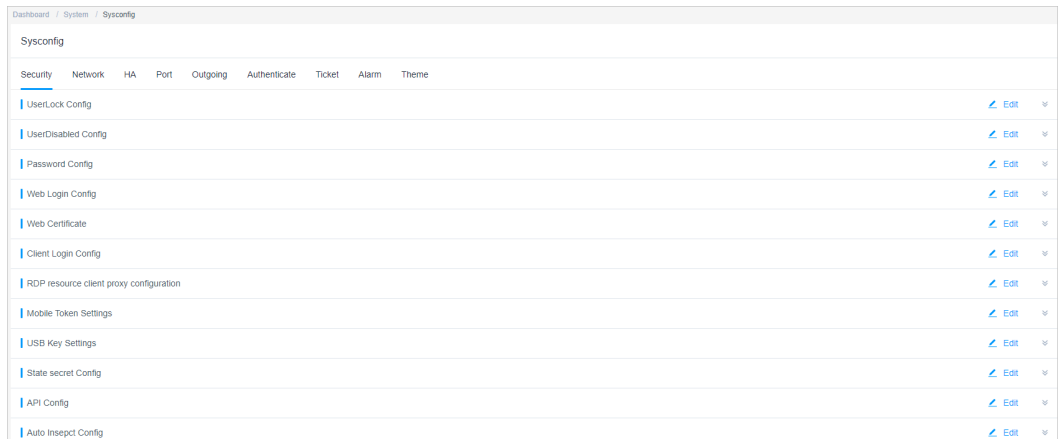 Dashboard / System / Sysconfig
Sysconfig
Security Network HA Port Outgoing Authenticate Ticket Alarm Theme
UserLock Config Edit
UserDisabled Config Edit
Password Config Edit
Web Login Config Edit
Web Certificate Edit
Client Login Config Edit
RDP resource client proxy configuration Edit
Mobile Token Settings Edit
USB Key Settings Edit
State secret Config Edit
API Config Edit
Auto Insepct Config Edit